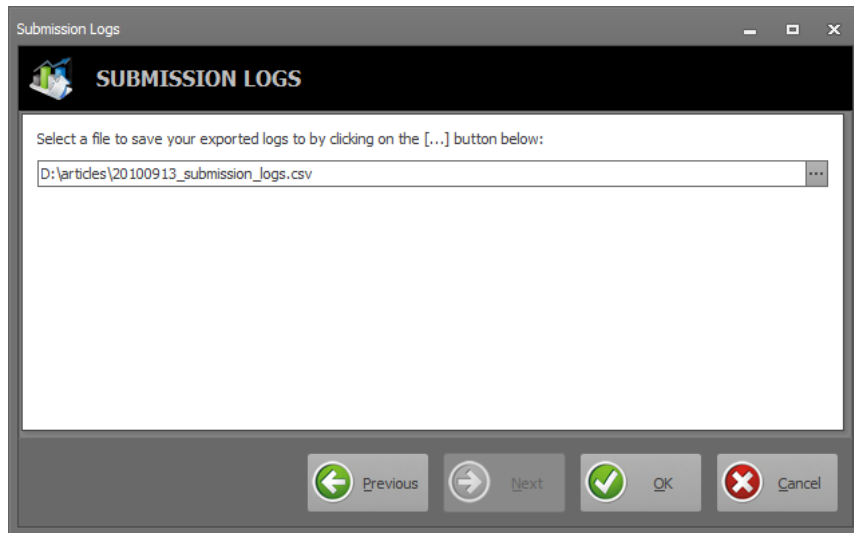 Submission Logs
SUBMISSION LOGS
Select a file to save your exported logs to by clicking on the [...] button below:
D:\articles\20100913_submission_logs.csv
...
Previous
Next
OK
Cancel